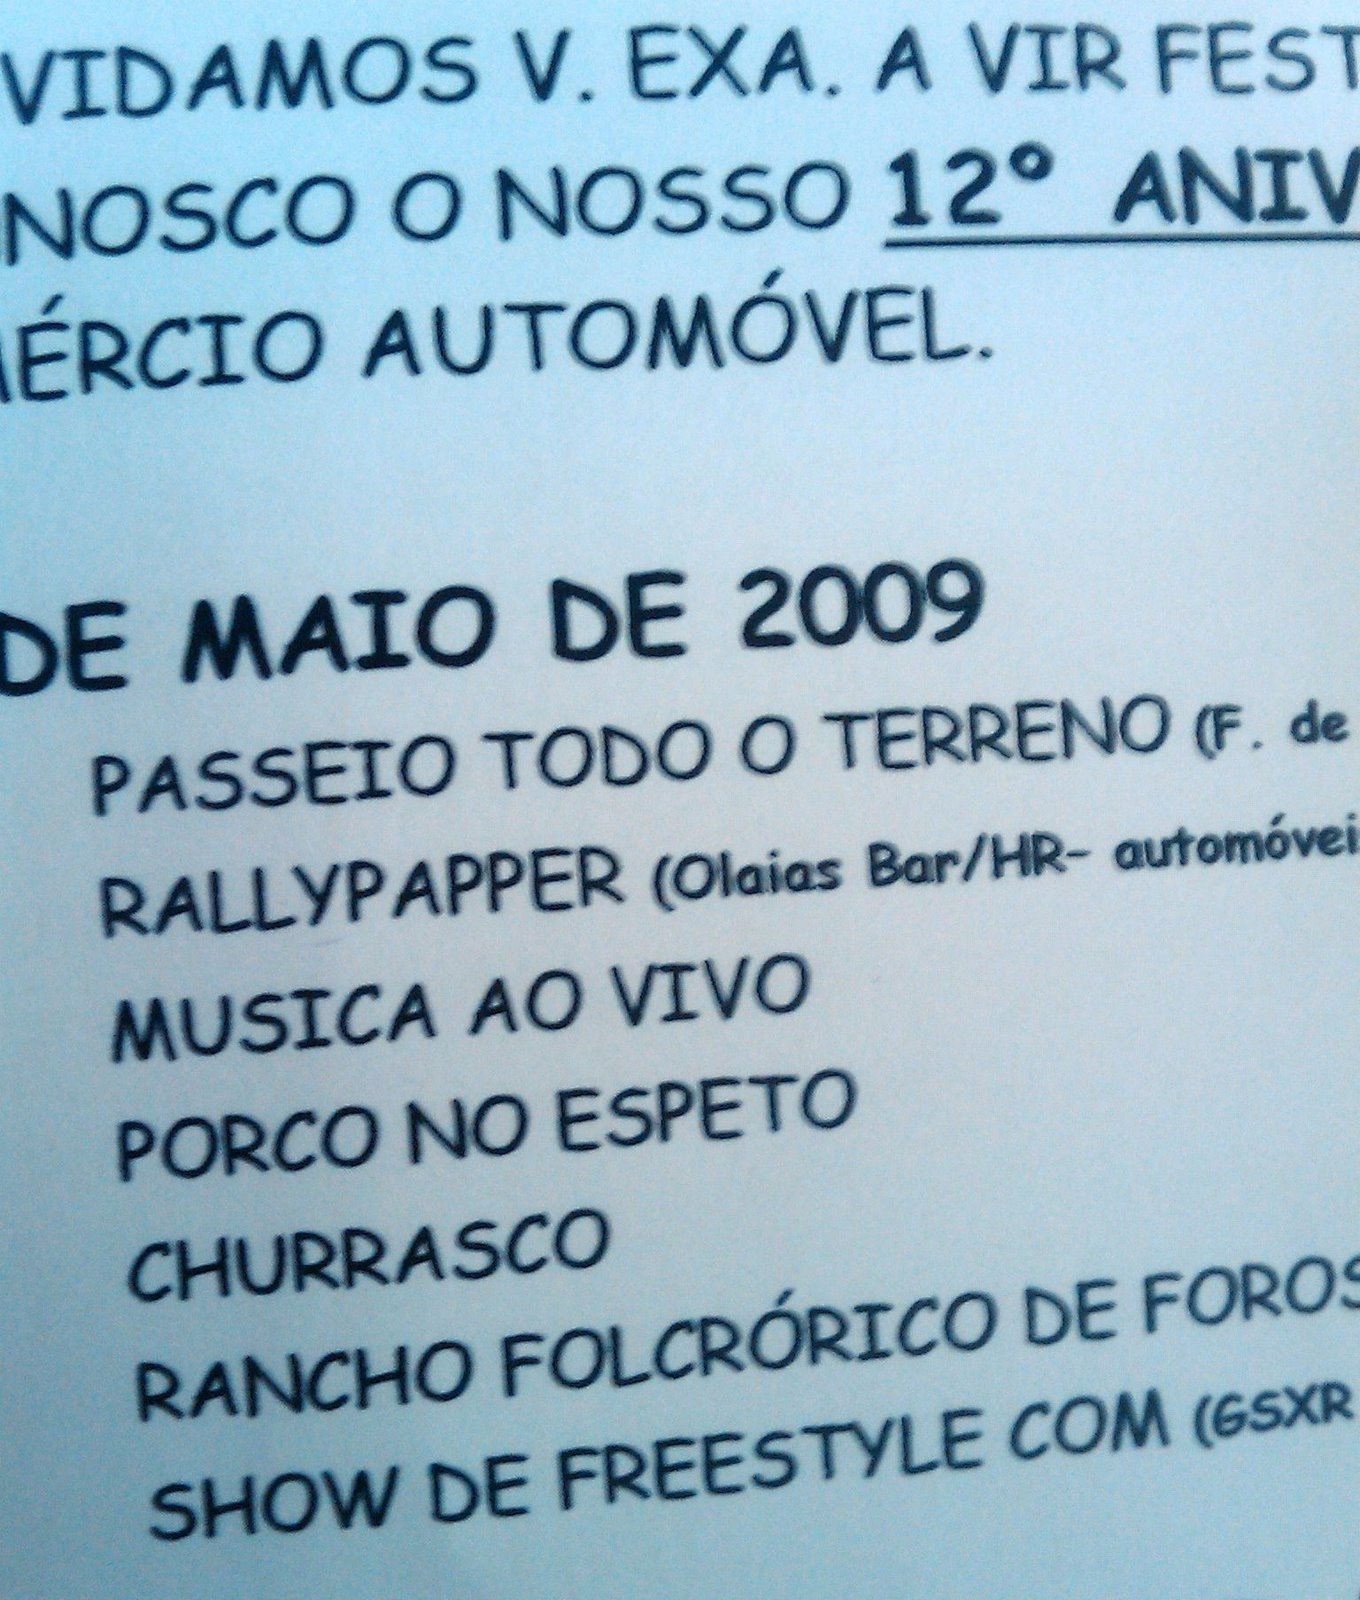 VIDAMOS V. EXA. A VIR FEST
NOSCO O NOSSO 12º ANIV
ÉRCIO AUTOMÓVEL.
DE MAIO DE 2009
PASSEIO TODO O TERRENO (F. de
RALLYPAPPER (Olaias Bar/HR- automóvei
MUSICA AO VIVO
PORCO NO ESPETO
CHURRASCO
RANCHO FOLCRÓRICO DE FOROS
SHOW DE FREESTYLE COM (GSXR